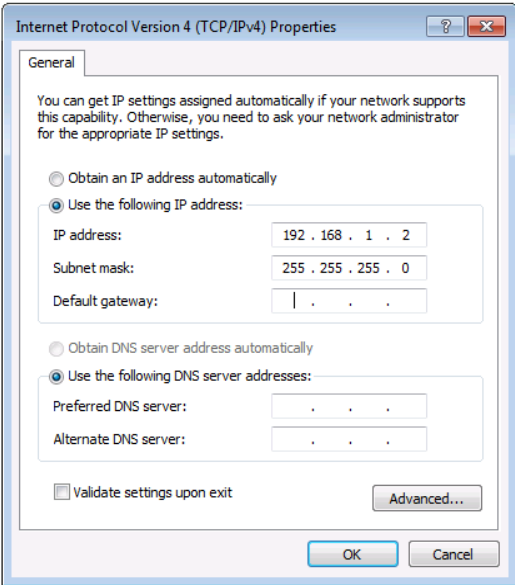 Internet Protocol Version 4 (TCP/IPv4) Properties
General
You can get IP settings assigned automatically if your network supports
this capability. Otherwise, you need to ask your network administrator
for the appropriate IP settings.
Obtain an IP address automatically
Use the following IP address:
IP address: 192 . 168 . 1 . 2
Subnet mask: 255 . 255 . 255 . 0
Default gateway: . . .
Obtain DNS server address automatically
Use the following DNS server addresses:
Preferred DNS server: . . .
Alternate DNS server: . . .
Validate settings upon exit
Advanced...
OK Cancel